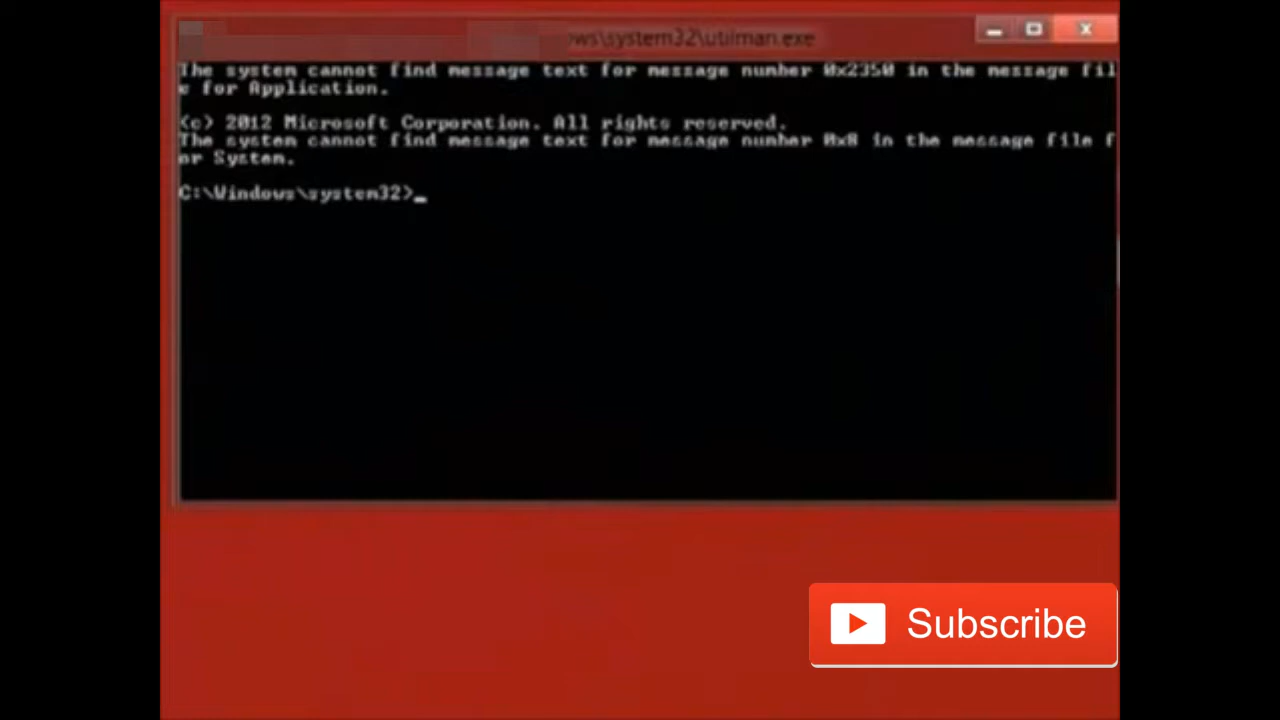 ws\system32\utilman.exe
The system cannot find message text for message number 0x2350 in the message fil
e for Application.
(c) 2012 Microsoft Corporation. All rights reserved.
The system cannot find message text for message number 0x8 in the message file f
or System.
C:\Windows\system32>_
Subscribe